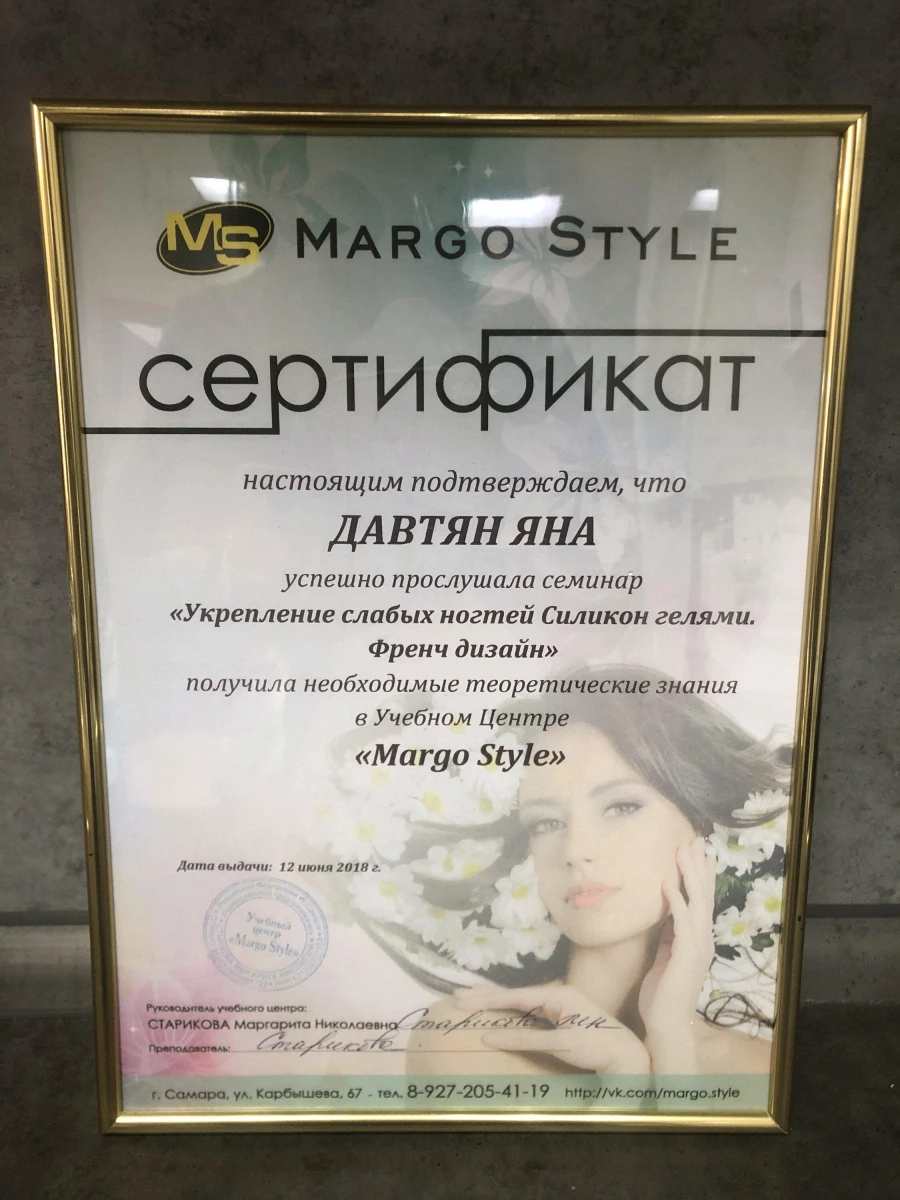 MS MARGO STYLE
сертификат
настоящим подтверждаем, что
ДАВТЯН ЯНА
успешно прослушала семинар
«Укрепление слабых ногтей Силикон гелями.
Френч дизайн»
получила необходимые теоретические знания
в Учебном Центре
«Margo Style»
Дата выдачи: 12 июня 2018 г.
Учебный
центр
«Margo Style»
Руководитель учебного центра:
СТАРИКОВА Маргарита Николаевна Старикова МН
Преподаватель: Старикова
г. Самара, ул. Карбышева, 67 - тел. 8-927-205-41-19 http://vk.com/margo.style